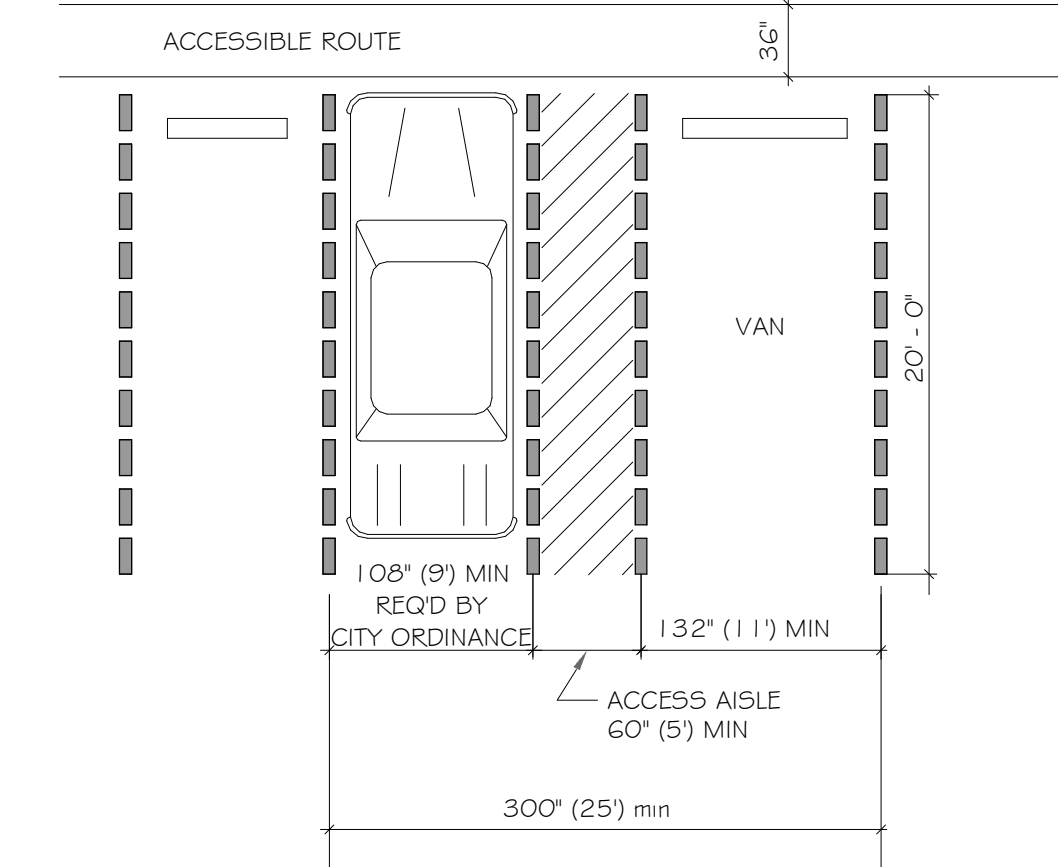 ACCESSIBLE ROUTE
36"
VAN
20' - 0"
108" (9') MIN
REQ'D BY
CITY ORDINANCE
132" (11') MIN
ACCESS AISLE
60" (5') MIN
300" (25') min